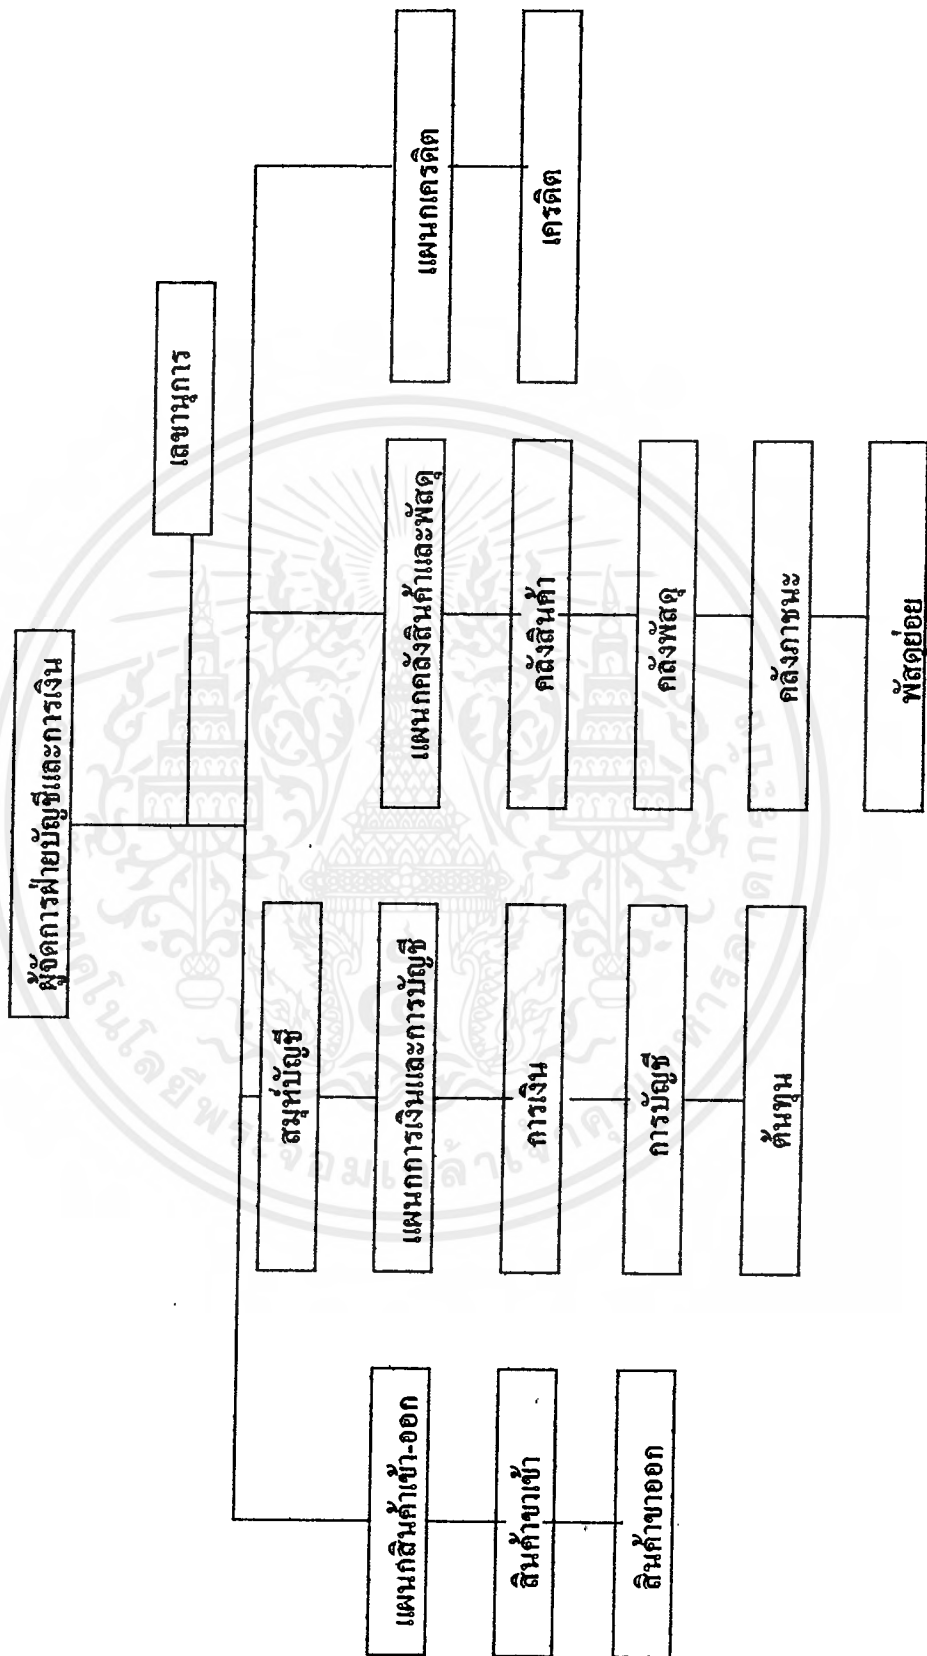 ผู้จัดการฝ่ายบัญชีและการเงิน
เลขานุการ
แผนกสินค้าเข้า-ออก
สินค้าขาเข้า
สินค้าขาออก
สมุห์บัญชี
แผนกการเงินและการบัญชี
การเงิน
การบัญชี
ต้นทุน
แผนกคลังสินค้าและพัสดุ
คลังสินค้า
คลังพัสดุ
คลังภาชนะ
พัสดุย่อย
แผนกเครดิต
เครดิต